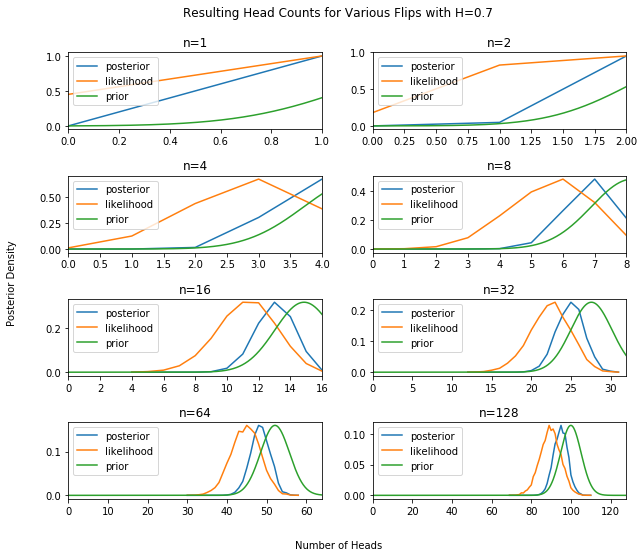 Resulting Head Counts for Various Flips with H=0.7
n=1
1.0
0.5
0.0
posterior
likelihood
prior
0.0 0.2 0.4 0.6 0.8 1.0
n=2
1.0
0.5
0.0
posterior
likelihood
prior
0.00 0.25 0.50 0.75 1.00 1.25 1.50 1.75 2.00
n=4
0.50
0.25
0.00
posterior
likelihood
prior
0.0 0.5 1.0 1.5 2.0 2.5 3.0 3.5 4.0
n=8
0.4
0.2
0.0
posterior
likelihood
prior
0 1 2 3 4 5 6 7 8
Posterior Density
n=16
0.2
0.0
posterior
likelihood
prior
0 2 4 6 8 10 12 14 16
n=32
0.2
0.1
0.0
posterior
likelihood
prior
0 5 10 15 20 25 30
n=64
0.1
0.0
posterior
likelihood
prior
0 10 20 30 40 50 60
n=128
0.10
0.05
0.00
posterior
likelihood
prior
0 20 40 60 80 100 120
Number of Heads